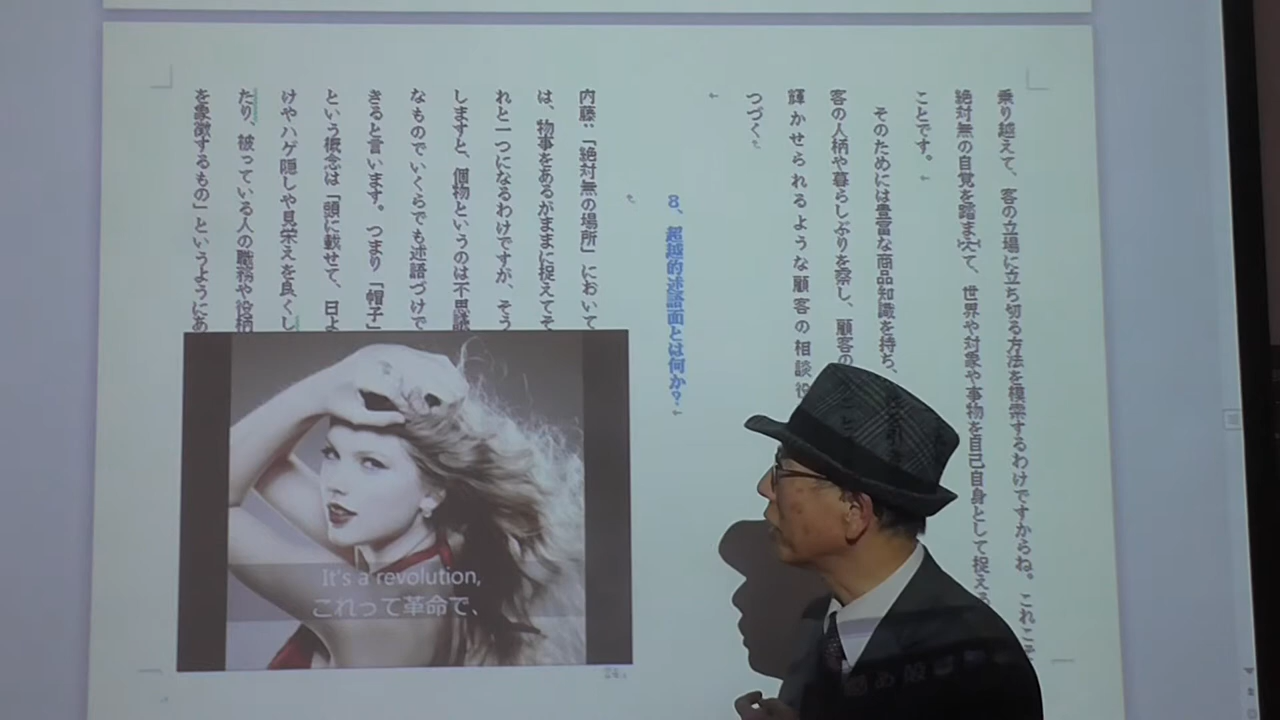 乗り越えて、客の立場に立ち切る方法を模索するわけですからね。これこそ
絶対無の自覚を踏まえて、世界や対象や事物を自己自身として捉える
ことです。
そのためには豊富な商品知識を持ち、
客の人柄や暮らしぶりを察し、顧客の
輝かせられるような顧客の相談役
つづく
8、超越的述語面とは何か?
内藤:「絶対無の場所」において
は、物事をあるがままに捉えてそ
れと一つになるわけですが、そう
しますと、個物というのは不思議
なものでいくらでも述語づけで
きると言います。つまり「帽子」
という概念は「頭に載せて、日よ
けやハゲ隠しや見栄えを良くし
たり、被っている人の職務や役柄
を象徴するもの」というようにあ
It's a revolution,
これって革命で、